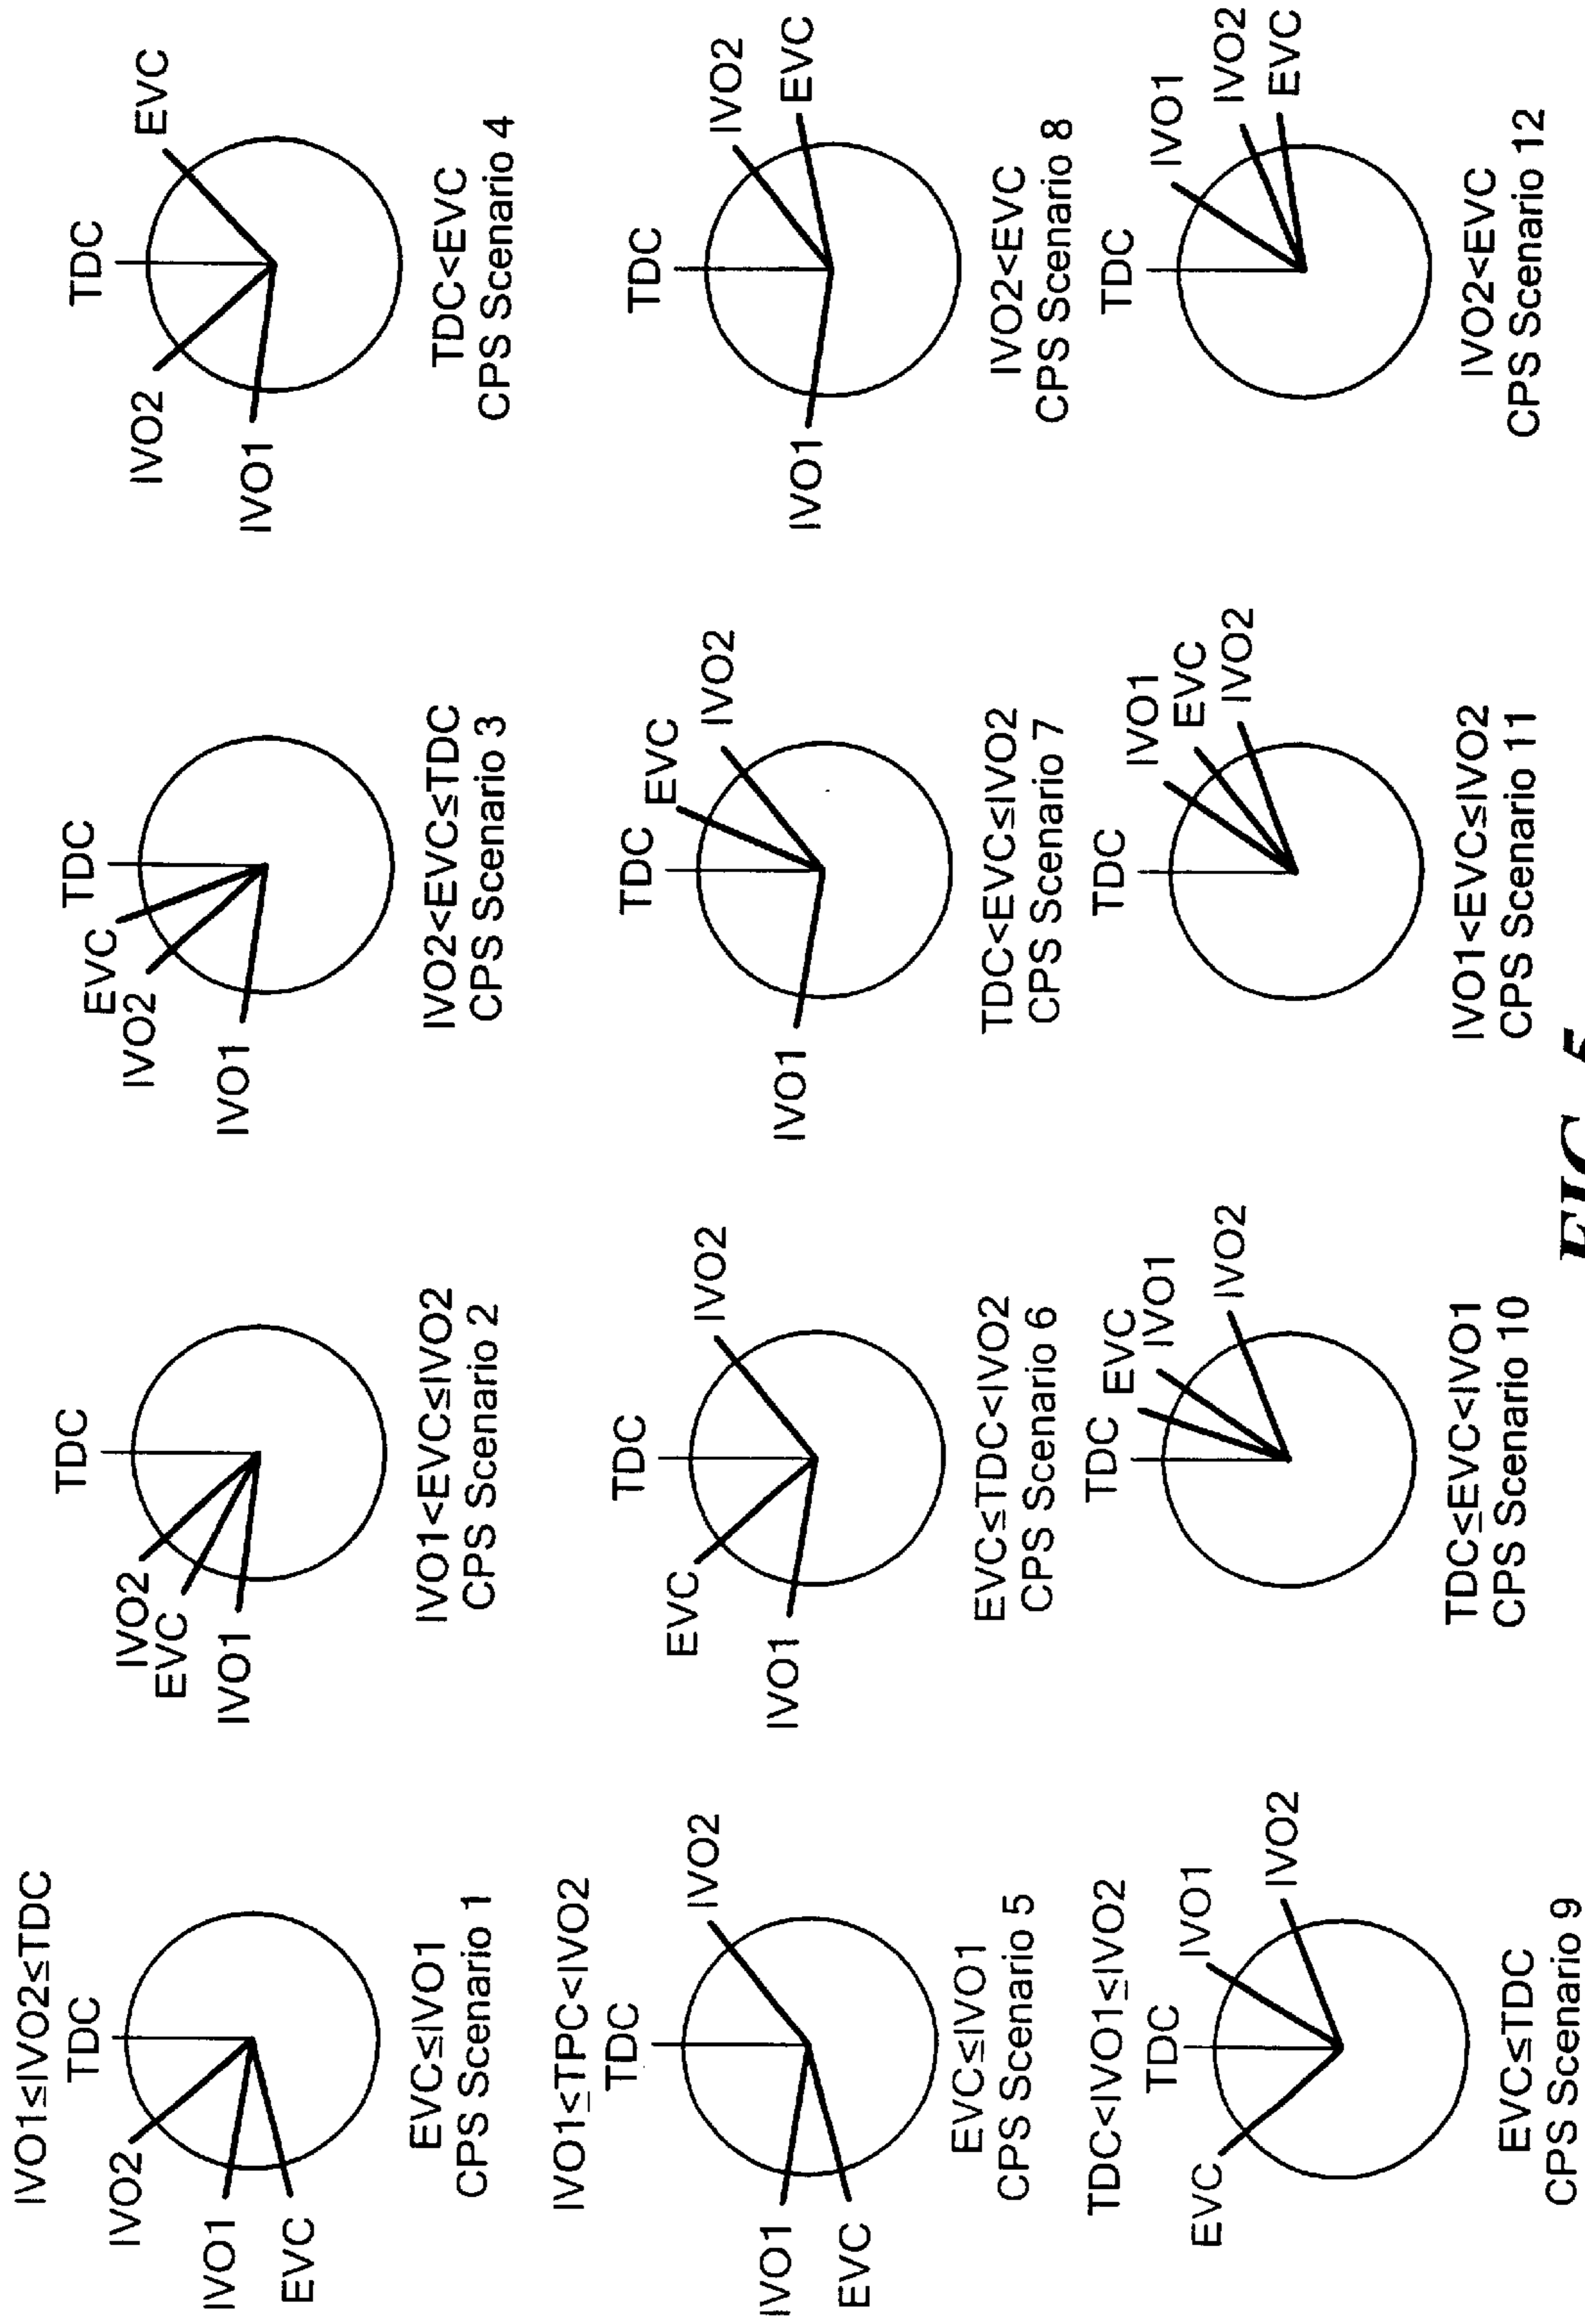 IVO1≤IVO2≤TDC
TDC
IVO2
IVO1
EVC
EVC≤IVO1
CPS Scenario 1
TDC
IVO2
EVC
IVO1
IVO1<EVC≤IVO2
CPS Scenario 2
TDC
EVC
IVO2
IVO1
IVO2<EVC≤TDC
CPS Scenario 3
TDC
EVC
IVO2
IVO1
TDC<EVC
CPS Scenario 4
IVO1≤TPC<IVO2
TDC
IVO2
IVO1
EVC
EVC≤IVO1
CPS Scenario 5
TDC
IVO2
EVC
IVO1
EVC≤TDC<IVO2
CPS Scenario 6
TDC
EVC
IVO2
IVO1
TDC<EVC≤IVO2
CPS Scenario 7
TDC
IVO2
EVC
IVO1
IVO2<EVC
CPS Scenario 8
TDC<IVO1≤IVO2
TDC
IVO1
IVO2
EVC
EVC≤TDC
CPS Scenario 9
TDC
EVC
IVO1
IVO2
TDC≤EVC<IVO1
CPS Scenario 10
TDC
IVO1
EVC
IVO2
IVO1<EVC≤IVO2
CPS Scenario 11
TDC
IVO1
IVO2
EVC
IVO2<EVC
CPS Scenario 12
FIG. 5